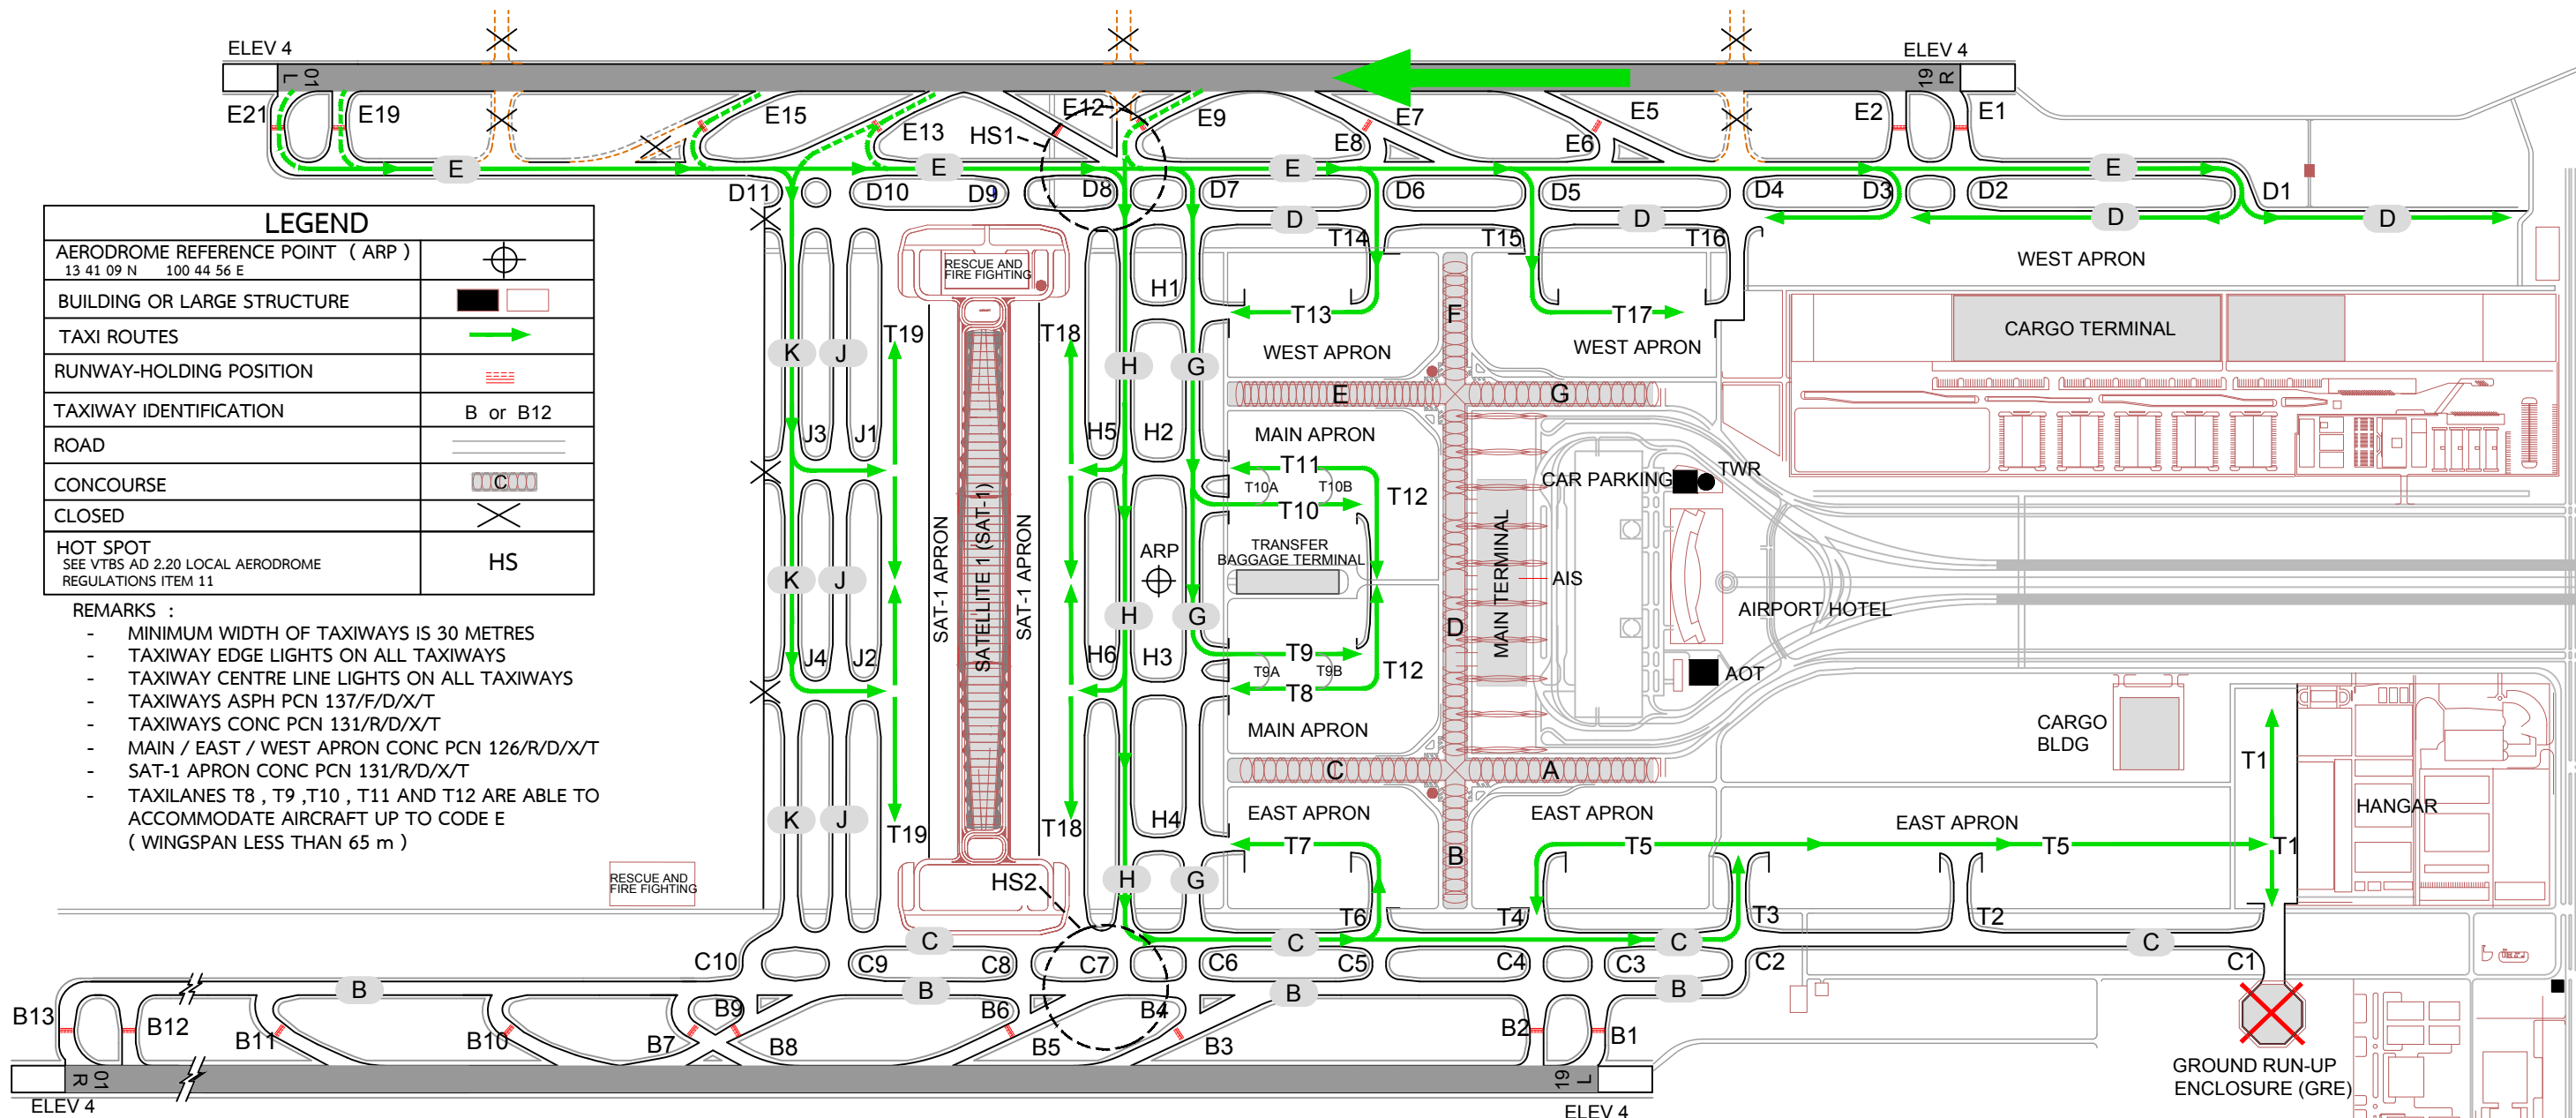 ELEV 4
ELEV 4
01
L
19
R
E21
E19
E15
E13
HS1
E12
E9
E8
E7
E6
E5
E2
E1
E
E
E
E
D11
D10
D9
D8
D7
D6
D5
D4
D3
D2
D1
D
D
D
D
LEGEND
AERODROME REFERENCE POINT ( ARP )
13 41 09 N 100 44 56 E
BUILDING OR LARGE STRUCTURE
TAXI ROUTES
RUNWAY-HOLDING POSITION
TAXIWAY IDENTIFICATION
B or B12
ROAD
CONCOURSE
C
CLOSED
HOT SPOT
SEE VTBS AD 2.20 LOCAL AERODROME
REGULATIONS ITEM 11
HS
REMARKS :
- MINIMUM WIDTH OF TAXIWAYS IS 30 METRES
- TAXIWAY EDGE LIGHTS ON ALL TAXIWAYS
- TAXIWAY CENTRE LINE LIGHTS ON ALL TAXIWAYS
- TAXIWAYS ASPH PCN 137/F/D/X/T
- TAXIWAYS CONC PCN 131/R/D/X/T
- MAIN / EAST / WEST APRON CONC PCN 126/R/D/X/T
- SAT-1 APRON CONC PCN 131/R/D/X/T
- TAXILANES T8 , T9 ,T10 , T11 AND T12 ARE ABLE TO
ACCOMMODATE AIRCRAFT UP TO CODE E
( WINGSPAN LESS THAN 65 m )
RESCUE AND
FIRE FIGHTING
T14
T15
T16
WEST APRON
H1
T13
T17
F
CARGO TERMINAL
T19
T18
K
J
H
G
WEST APRON
WEST APRON
E
G
J3
J1
H5
H2
MAIN APRON
T11
T10A
T10B
T10
T12
CAR PARKING
TWR
SAT-1 APRON
SATELLITE 1 (SAT-1)
SAT-1 APRON
ARP
TRANSFER
BAGGAGE TERMINAL
MAIN TERMINAL
AIS
AIRPORT HOTEL
K
J
H
G
D
J4
J2
H6
H3
T9
T9A
T9B
T8
T12
AOT
MAIN APRON
CARGO
BLDG
T1
C
A
K
J
T19
T18
H4
EAST APRON
EAST APRON
EAST APRON
HANGAR
T7
T5
T5
T1
B
RESCUE AND
FIRE FIGHTING
HS2
H
G
T6
T4
T3
T2
C
C
C
C
C10
C9
C8
C7
C6
C5
C4
C3
C2
C1
B
B
B
B
B13
B12
B11
B10
B9
B7
B8
B6
B5
B4
B3
B2
B1
R
01
19
L
GROUND RUN-UP
ENCLOSURE (GRE)
ELEV 4
ELEV 4